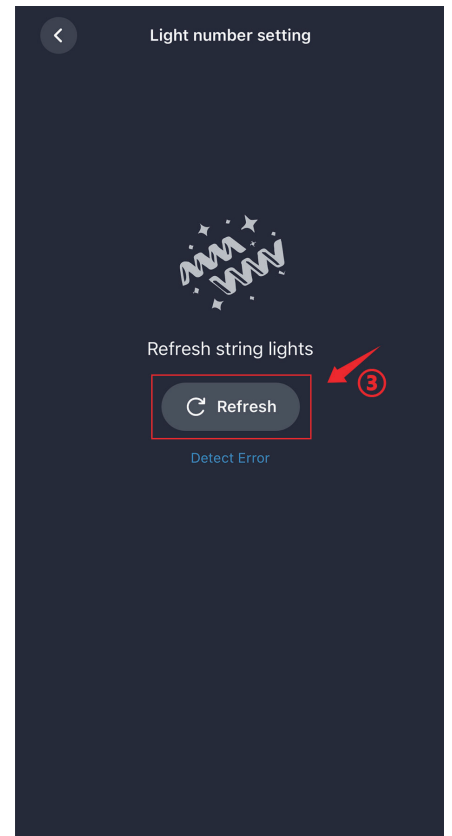 Light number setting
Refresh string lights
③
Refresh
Detect Error